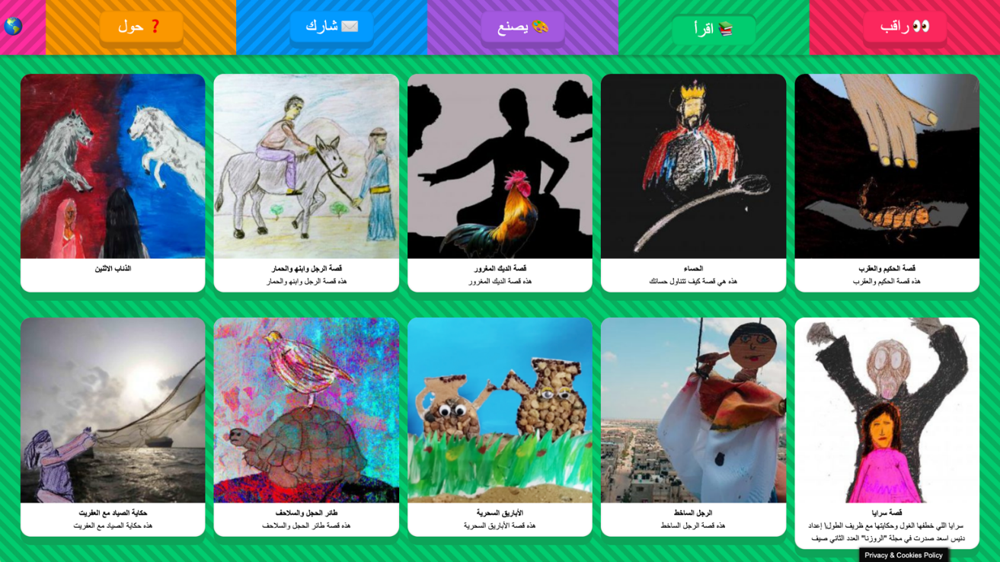 راقب
اقرأ
يصنع
شارك
حول
قصة الحكيم والعقرب
هذه قصة الحكيم والعقرب
الحساء
هذه هي قصة كيف تتناول حسائك
قصة الديك المغرور
هذه قصة الديك المغرور
قصة الرجل وابنه والحمار
هذه قصة الرجل وابنه والحمار
الذئاب الاثنين
قصة سرايا
سرايا اللي خطفها الغول وحكايتها مع ظريف الطول\ إعداد
دنيس اسعد صدرت في مجلة "الروزنا" العدد الثاني صيف
الرجل الساخط
هذه قصة الرجل الساخط
الأباريق السحرية
هذه قصة الأباريق السحرية
طائر الحجل والسلاحف
هذه قصة طائر الحجل والسلاحف
حكاية الصياد مع العفريت
هذه حكاية الصياد مع العفريت
Privacy & Cookies Policy